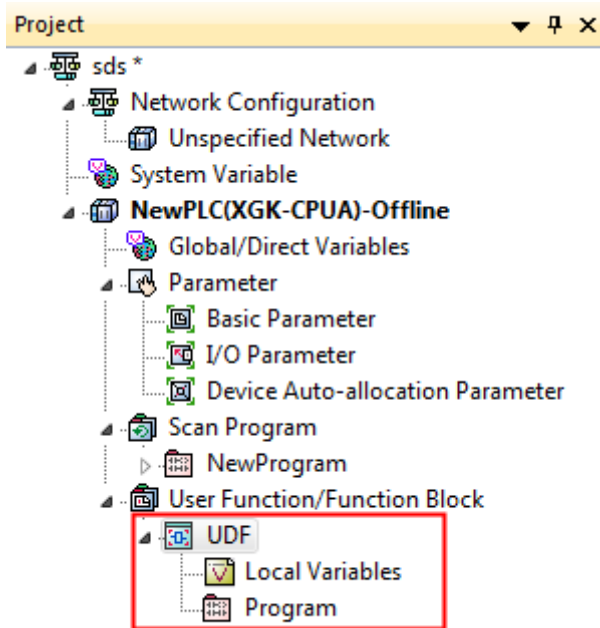 Project
sds *
Network Configuration
Unspecified Network
System Variable
NewPLC(XGK-CPUA)-Offline
Global/Direct Variables
Parameter
Basic Parameter
I/O Parameter
Device Auto-allocation Parameter
Scan Program
NewProgram
User Function/Function Block
UDF
Local Variables
Program